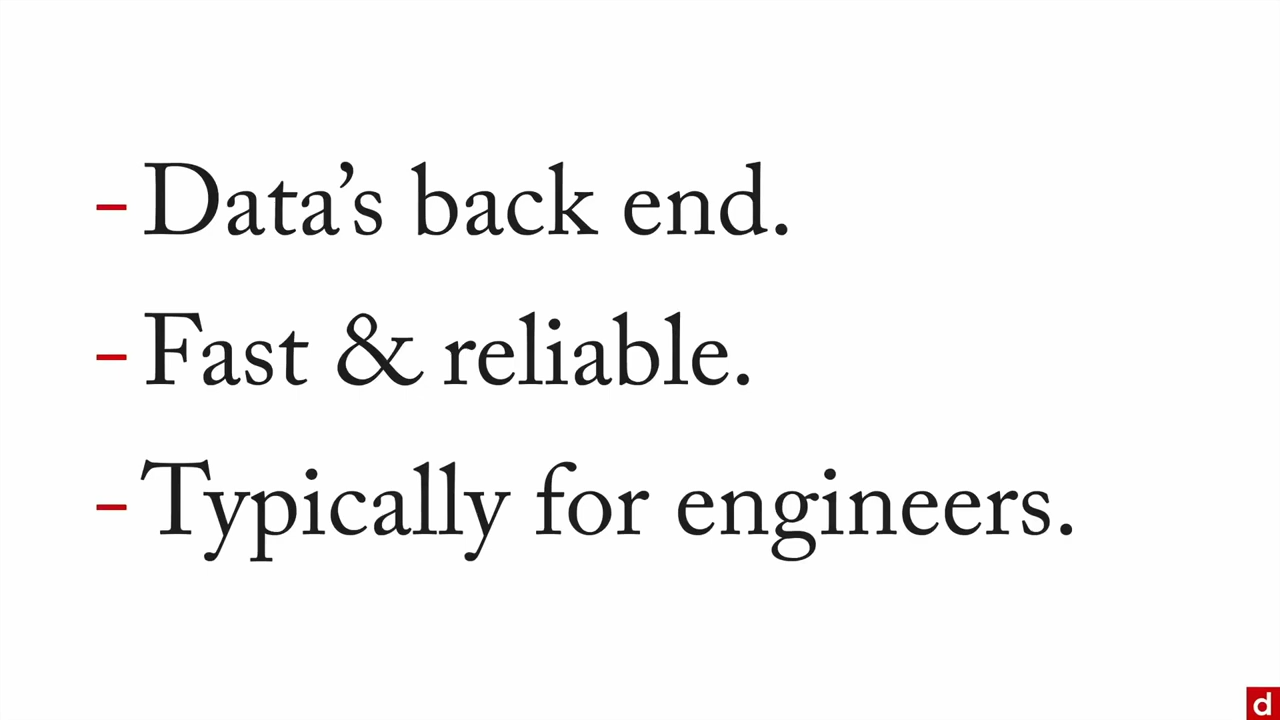 – Data’s back end.
– Fast & reliable.
– Typically for engineers.
d